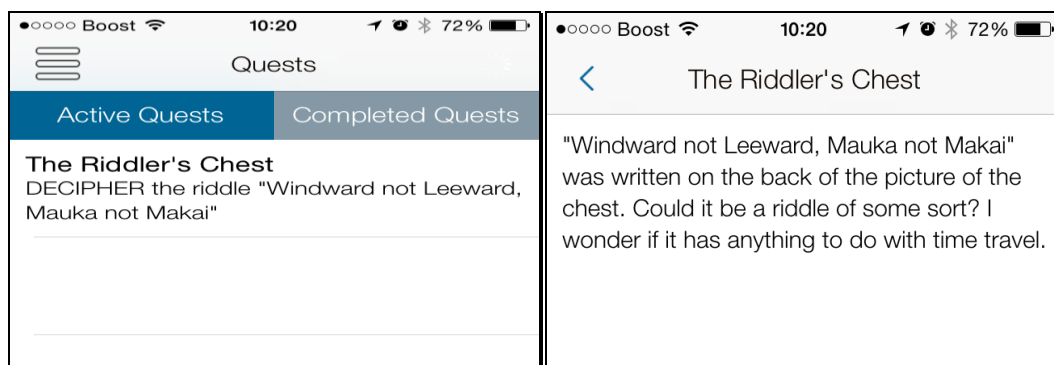 Boost 10:20 72%
Quests
Active Quests Completed Quests
The Riddler's Chest
DECIPHER the riddle "Windward not Leeward,
Mauka not Makai"
Boost 10:20 72%
The Riddler's Chest
"Windward not Leeward, Mauka not Makai"
was written on the back of the picture of the
chest. Could it be a riddle of some sort? I
wonder if it has anything to do with time travel.